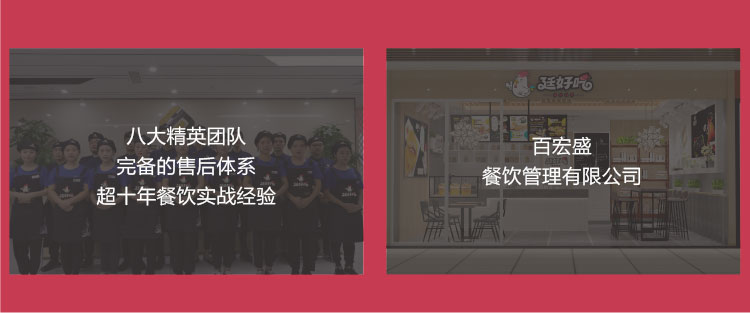 八大精英团队
完备的售后体系
超十年餐饮实战经验
廷好吃
百宏盛
餐饮管理有限公司